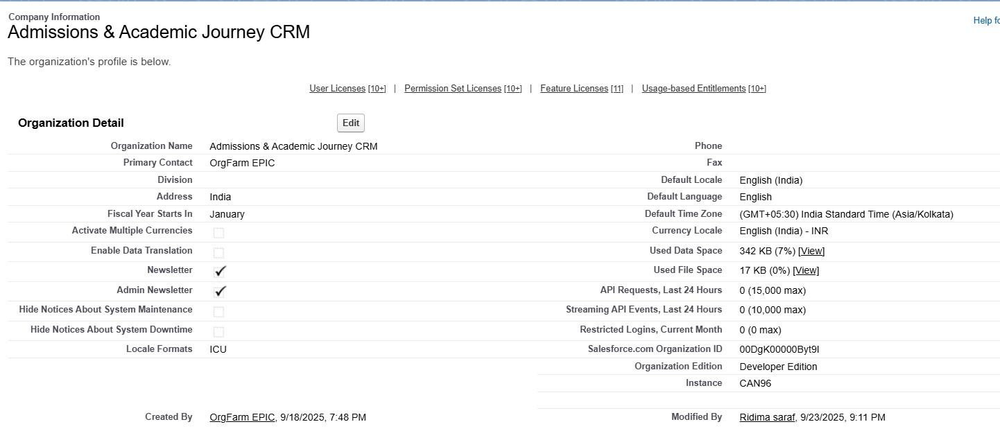 Company Information
Admissions & Academic Journey CRM
Help fo
The organization's profile is below.
User Licenses [10+] | Permission Set Licenses [10+] | Feature Licenses [11] | Usage-based Entitlements [10+]
Organization Detail Edit
Organization Name Admissions & Academic Journey CRM Phone
Primary Contact OrgFarm EPIC Fax
Division Default Locale English (India)
Address India Default Language English
Fiscal Year Starts In January Default Time Zone (GMT+05:30) India Standard Time (Asia/Kolkata)
Activate Multiple Currencies Currency Locale English (India) - INR
Enable Data Translation Used Data Space 342 KB (7%) [View]
Newsletter Used File Space 17 KB (0%) [View]
Admin Newsletter API Requests, Last 24 Hours 0 (15,000 max)
Hide Notices About System Maintenance Streaming API Events, Last 24 Hours 0 (10,000 max)
Hide Notices About System Downtime Restricted Logins, Current Month 0 (0 max)
Locale Formats ICU Salesforce.com Organization ID 00DgK00000Byt9I
Organization Edition Developer Edition
Instance CAN96
Created By OrgFarm EPIC, 9/18/2025, 7:48 PM Modified By Ridima saraf, 9/23/2025, 9:11 PM